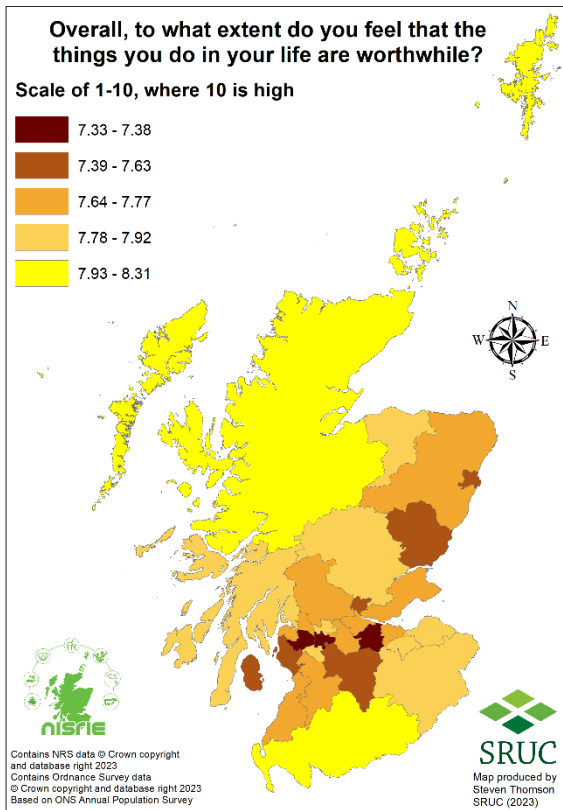 Overall, to what extent do you feel that the
things you do in your life are worthwhile?
Scale of 1-10, where 10 is high
7.33 - 7.38
7.39 - 7.63
7.64 - 7.77
7.78 - 7.92
7.93 - 8.31
N
W E
S
NISRIE
Contains NRS data © Crown copyright
and database right 2023
Contains Ordnance Survey data
© Crown copyright and database right 2023
Based on ONS Annual Population Survey
SRUC
Map produced by
Steven Thomson
SRUC (2023)